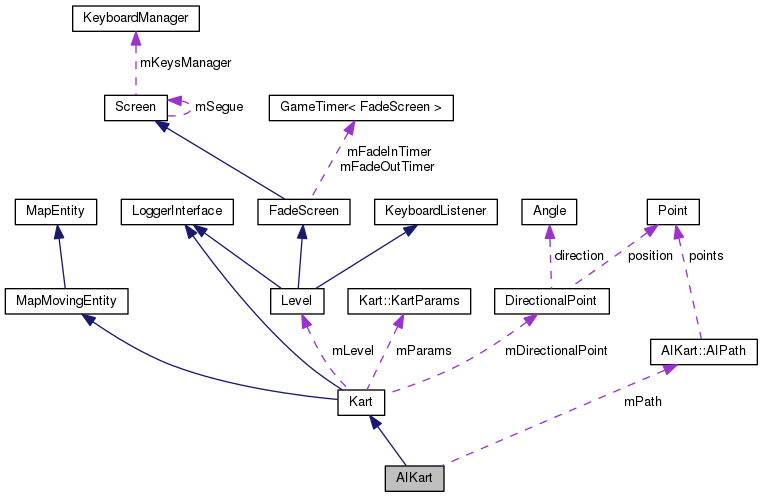 KeyboardManager
mKeysManager
Screen
mSegue
GameTimer< FadeScreen >
mFadeInTimer
mFadeOutTimer
MapEntity
LoggerInterface
FadeScreen
KeyboardListener
Angle
Point
direction
position
points
MapMovingEntity
Level
Kart::KartParams
DirectionalPoint
mLevel
mParams
mDirectionalPoint
AIKart::AIPath
Kart
mPath
AIKart